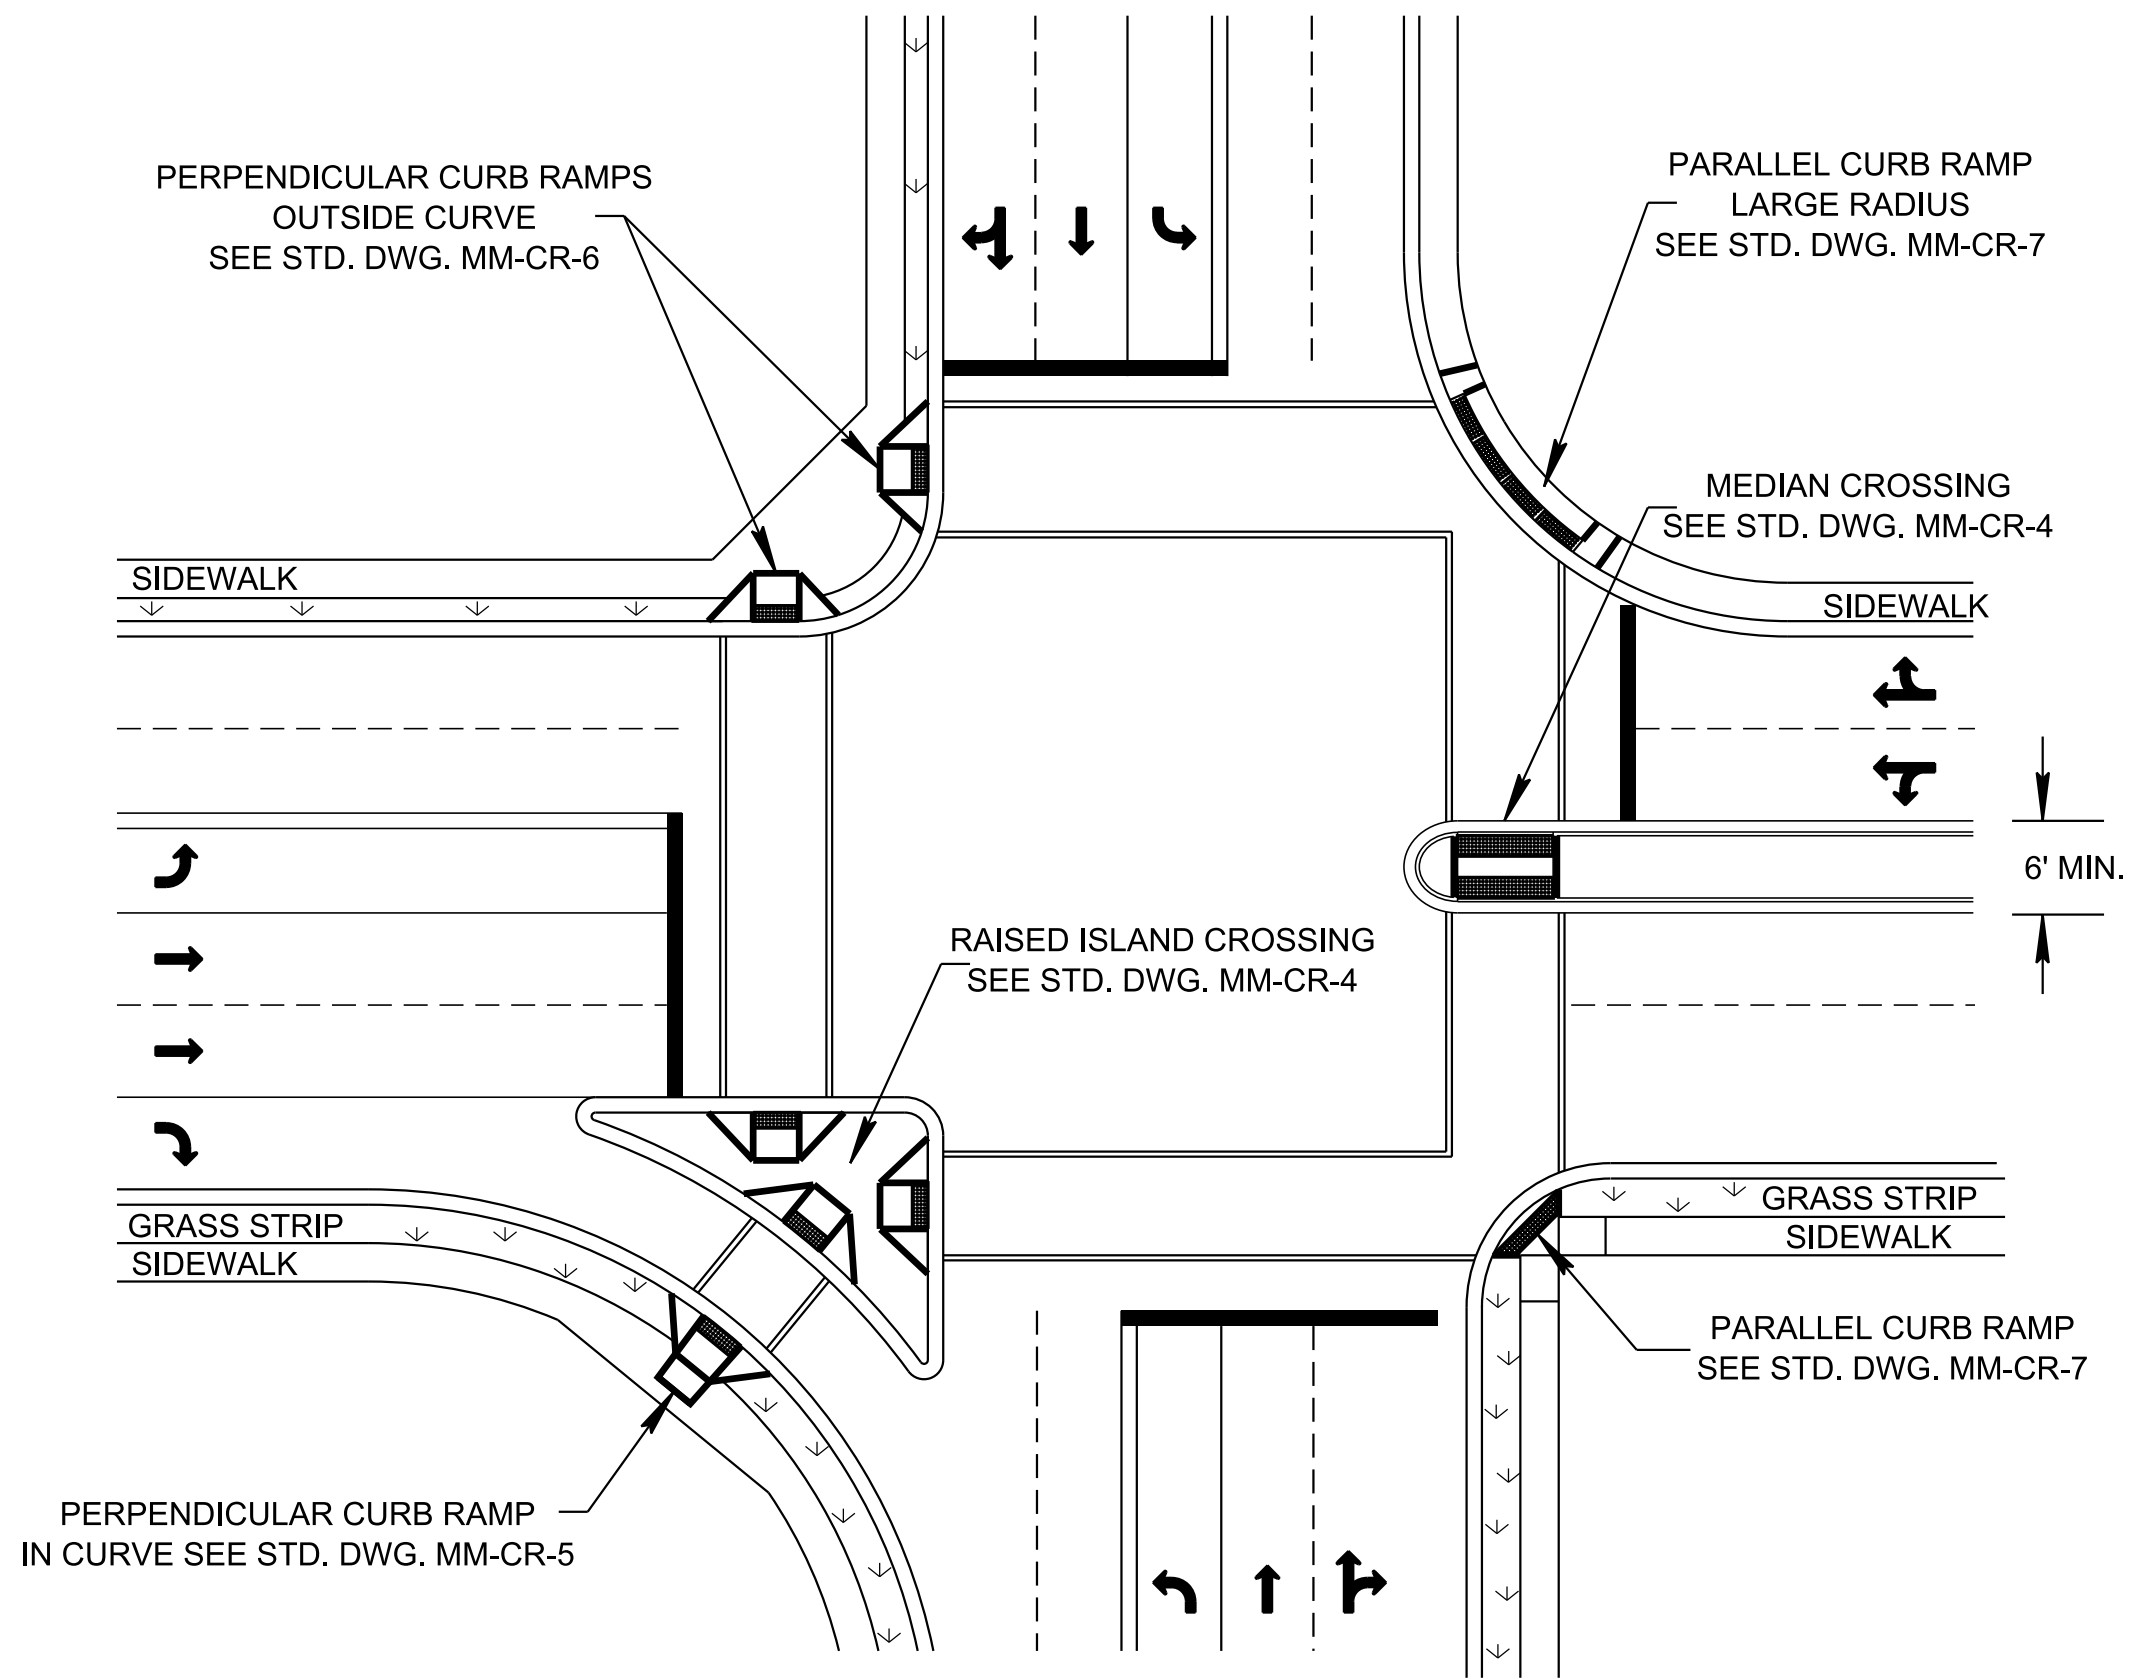 PERPENDICULAR CURB RAMPS
OUTSIDE CURVE
SEE STD. DWG. MM-CR-6
PARALLEL CURB RAMP
LARGE RADIUS
SEE STD. DWG. MM-CR-7
MEDIAN CROSSING
SEE STD. DWG. MM-CR-4
SIDEWALK
SIDEWALK
6' MIN.
RAISED ISLAND CROSSING
SEE STD. DWG. MM-CR-4
GRASS STRIP
SIDEWALK
GRASS STRIP
SIDEWALK
PARALLEL CURB RAMP
SEE STD. DWG. MM-CR-7
PERPENDICULAR CURB RAMP
IN CURVE SEE STD. DWG. MM-CR-5